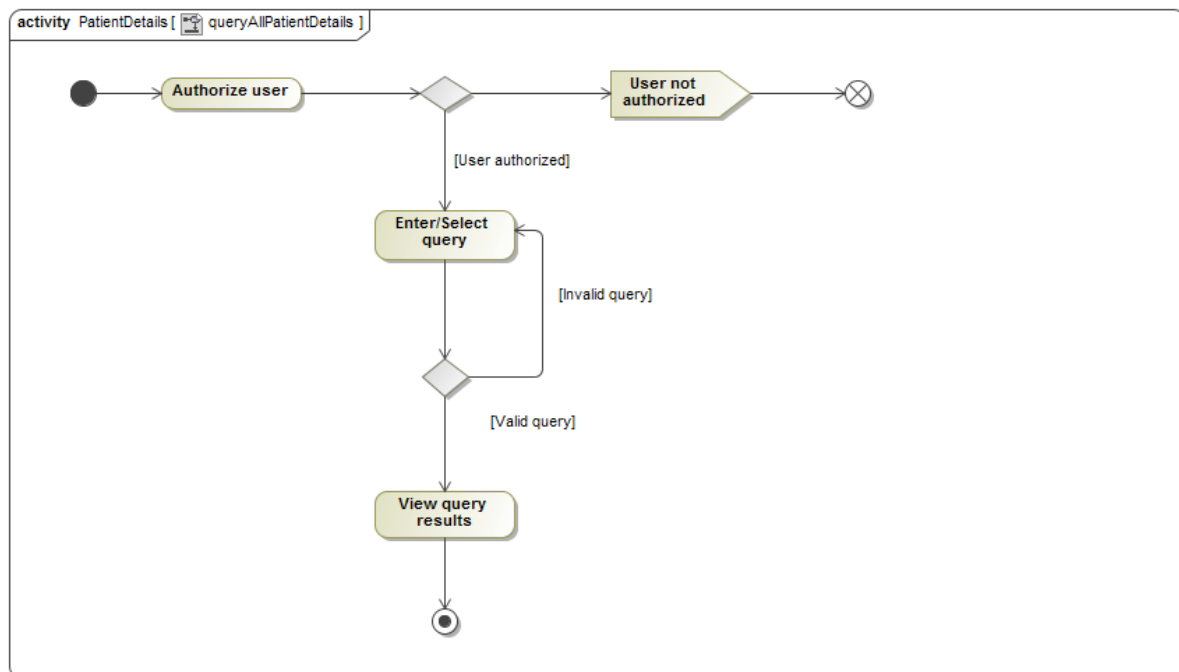 activity PatientDetails [ queryAllPatientDetails ]
Authorize user
User not
authorized
[User authorized]
Enter/Select
query
[Invalid query]
[Valid query]
View query
results